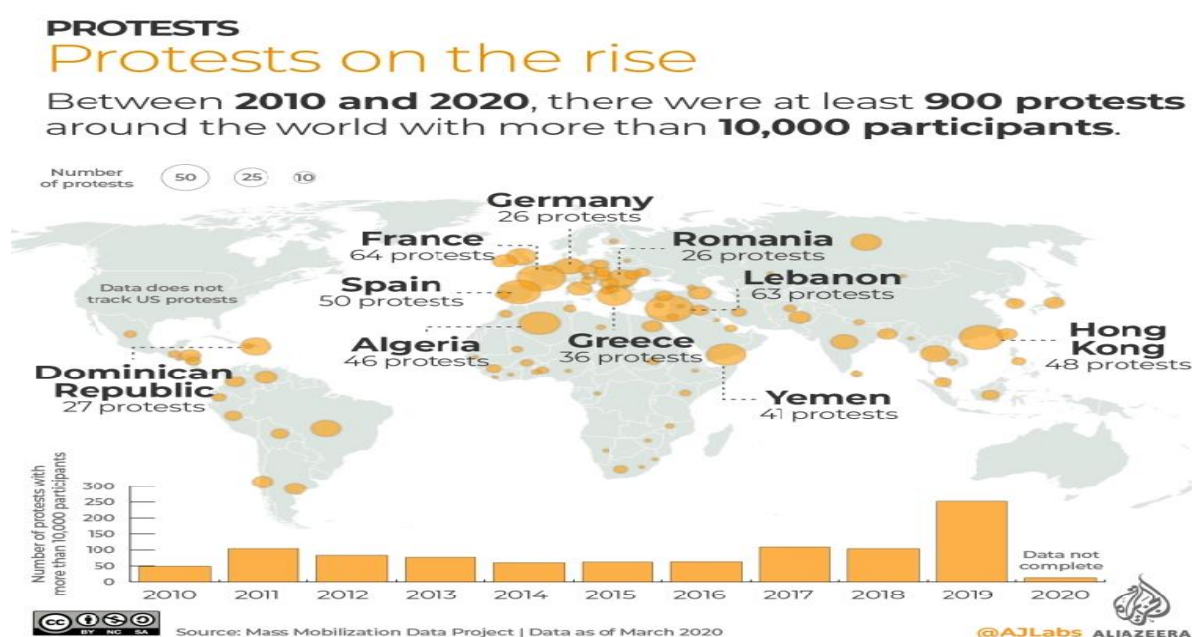 PROTESTS
Protests on the rise
Between 2010 and 2020, there were at least 900 protests
around the world with more than 10,000 participants.
Number
of protests
50
25
10
Germany
26 protests
France
64 protests
Romania
26 protests
Spain
50 protests
Lebanon
63 protests
Data does not
track US protests
Algeria
46 protests
Greece
36 protests
Hong
Kong
48 protests
Dominican
Republic
27 protests
Yemen
41 protests
Number of protests with
more than 10,000 participants
300
250
200
150
100
50
0
Data not
complete
2010 2011 2012 2013 2014 2015 2016 2017 2018 2019 2020
cc BY NC SA
Source: Mass Mobilization Data Project | Data as of March 2020
@AJLabs ALJAZEERA